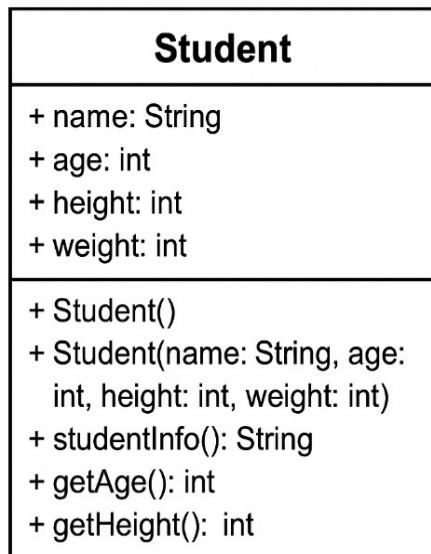 Student
+ name: String
+ age: int
+ height: int
+ weight: int
+ Student()
+ Student(name: String, age:
int, height: int, weight: int)
+ studentInfo(): String
+ getAge(): int
+ getHeight(): int